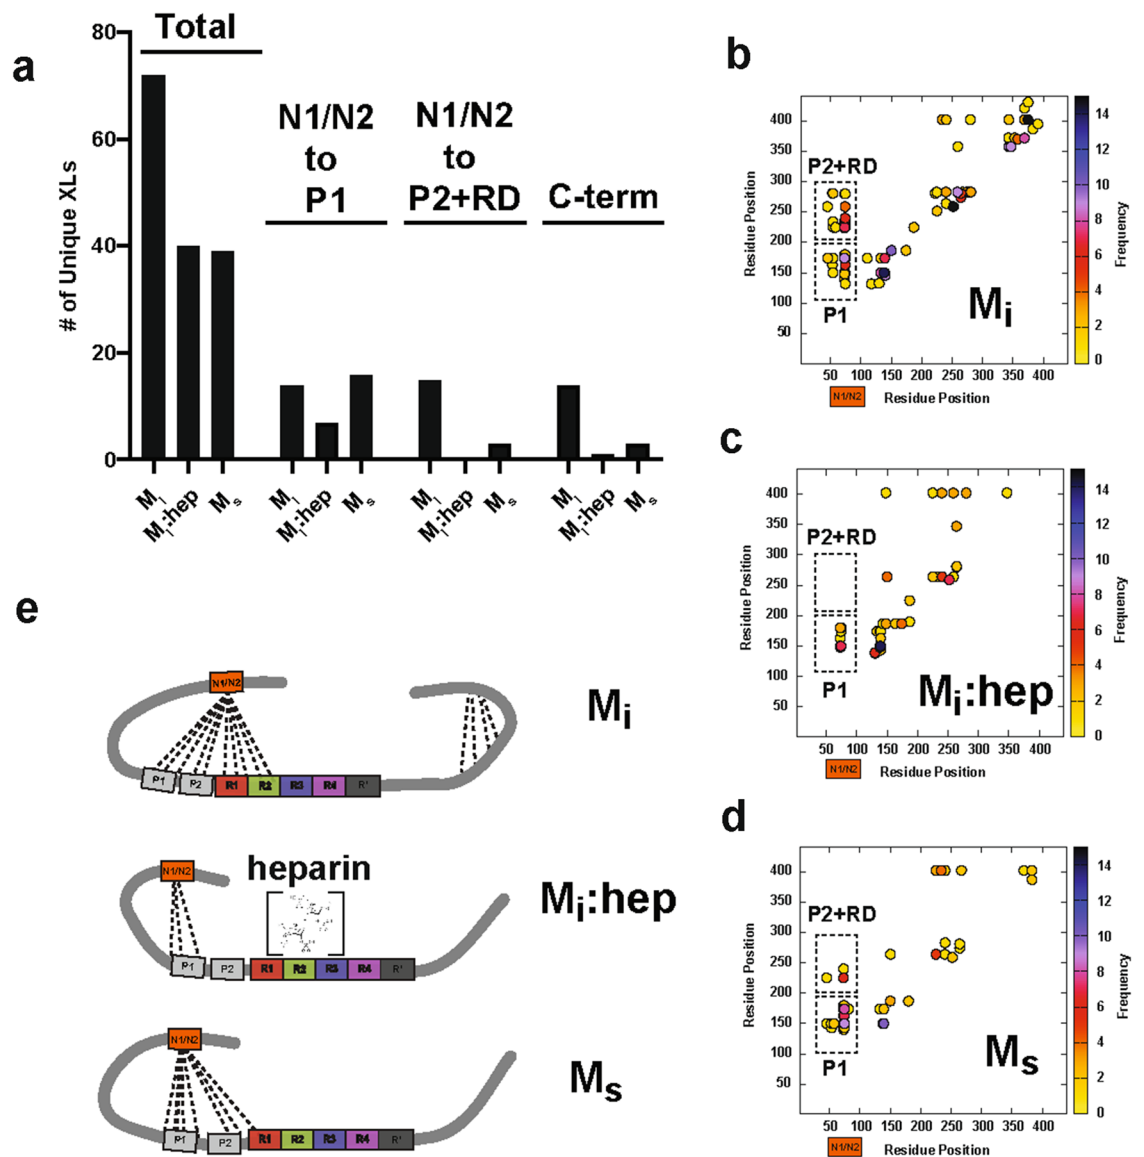 a
Total
N1/N2
to
P1
N1/N2
to
P2+RD
C-term
# of Unique XLs
80
60
40
20
0
Mi
Mi:hep
Ms
Mi
Mi:hep
Ms
Mi
Mi:hep
Ms
Mi
Mi:hep
Ms
b
Residue Position
400
350
300
250
200
150
100
50
P2+RD
P1
Mi
50 100 150 200 250 300 350 400
N1/N2 Residue Position
14
12
10
8
6
4
2
0
Frequency
c
Residue Position
400
350
300
250
200
150
100
50
P2+RD
P1
Mi:hep
50 100 150 200 250 300 350 400
N1/N2 Residue Position
14
12
10
8
6
4
2
0
Frequency
d
Residue Position
400
350
300
250
200
150
100
50
P2+RD
P1
Ms
50 100 150 200 250 300 350 400
N1/N2 Residue Position
14
12
10
8
6
4
2
0
Frequency
e
N1/N2
P1 P2 R1 R2 R3 R4 R'
Mi
N1/N2
heparin
P1 P2 R1 R2 R3 R4 R'
Mi:hep
N1/N2
P1 P2 R1 R2 R3 R4 R'
Ms